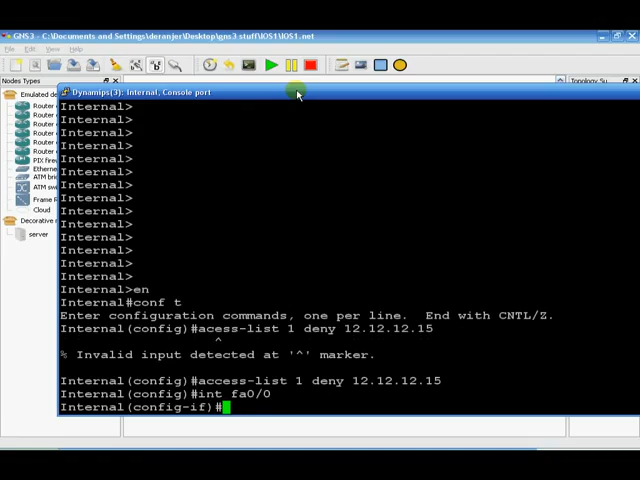 GNS3 - C:\Documents and Settings\deranjer\Desktop\gns3 stuff\IOS1\IOS1.net
File Edit View Help
Nodes Types
Topology Su
Dynamips(3): Internal, Console port
Emulated de
Router
Router
Router
Router
Router
PIX firew
Etherne
ATM bri
ATM sw
Frame R
Cloud
Decorative n
server
Internal>
Internal>
Internal>
Internal>
Internal>
Internal>
Internal>
Internal>
Internal>
Internal>
Internal>
Internal>
Internal>
Internal>
Internal>en
Internal#conf t
Enter configuration commands, one per line. End with CNTL/Z.
Internal(config)#acess-list 1 deny 12.12.12.15
^
% Invalid input detected at '^' marker.
Internal(config)#access-list 1 deny 12.12.12.15
Internal(config)#int fa0/0
Internal(config-if)#